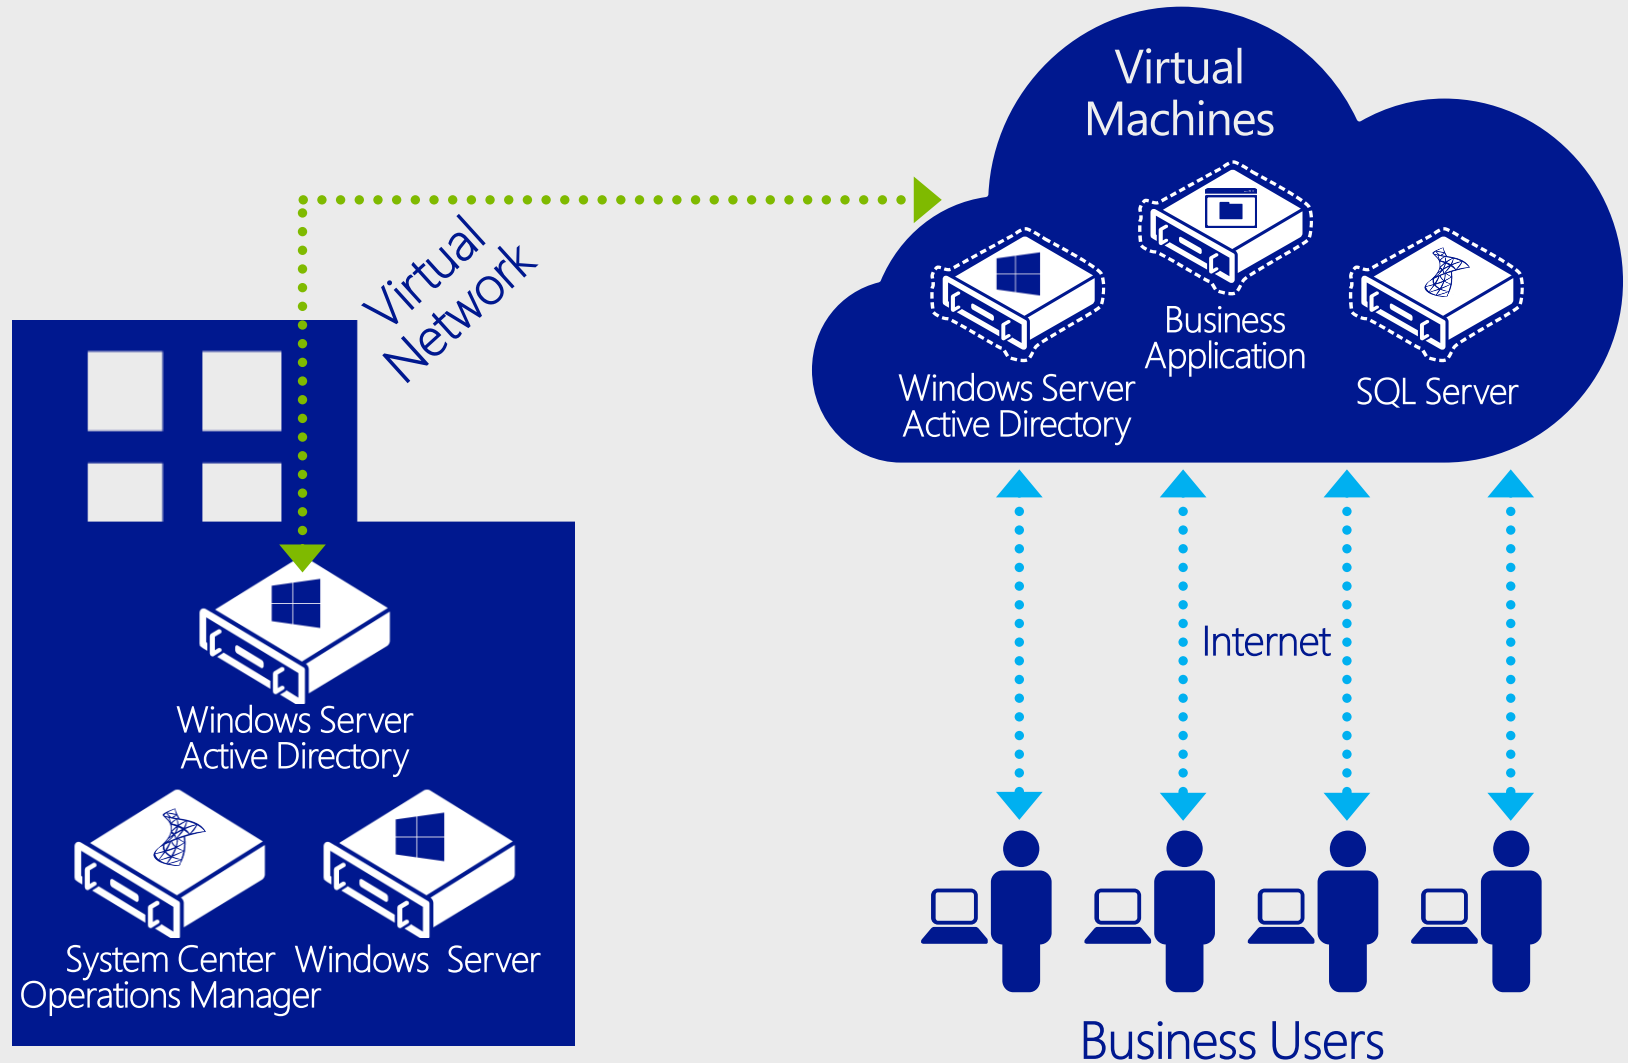 Virtual
Machines
Business
Application
Windows Server
Active Directory
SQL Server
Virtual
Network
Internet
Windows Server
Active Directory
System Center
Operations Manager
Windows Server
Business Users